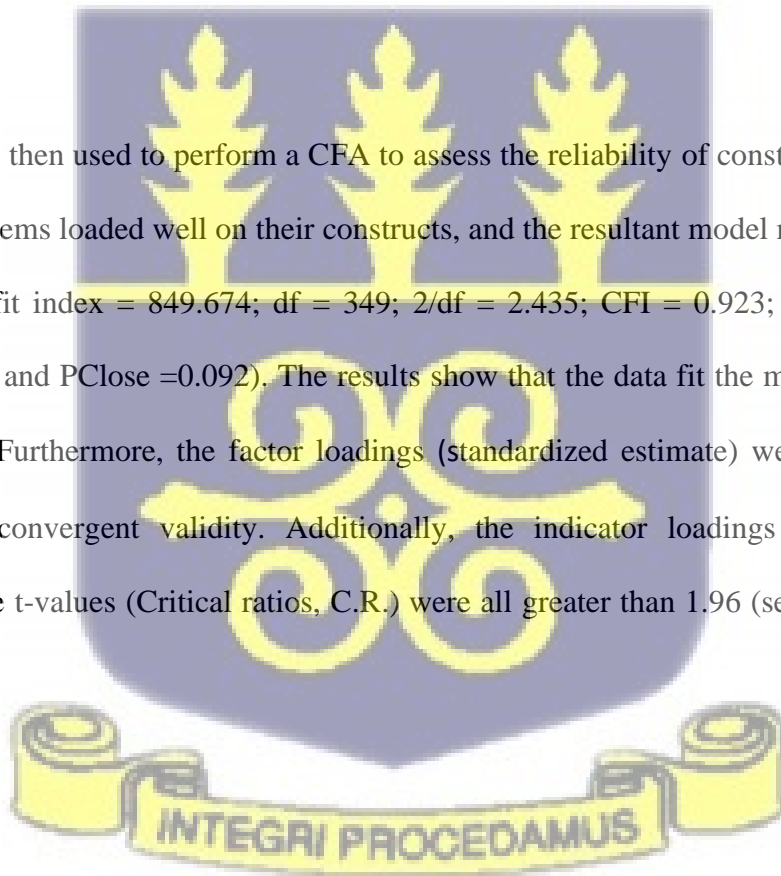 then used to perform a CFA to assess the reliability of const
ems loaded well on their constructs, and the resultant model
fit index = 849.674; df = 349; 2/df = 2.435; CFI = 0.923;
and PClose =0.092). The results show that the data fit the m
Furthermore, the factor loadings (standardized estimate) we
convergent validity. Additionally, the indicator loadings
t-values (Critical ratios, C.R.) were all greater than 1.96 (se
INTEGRI PROCEDAMUS